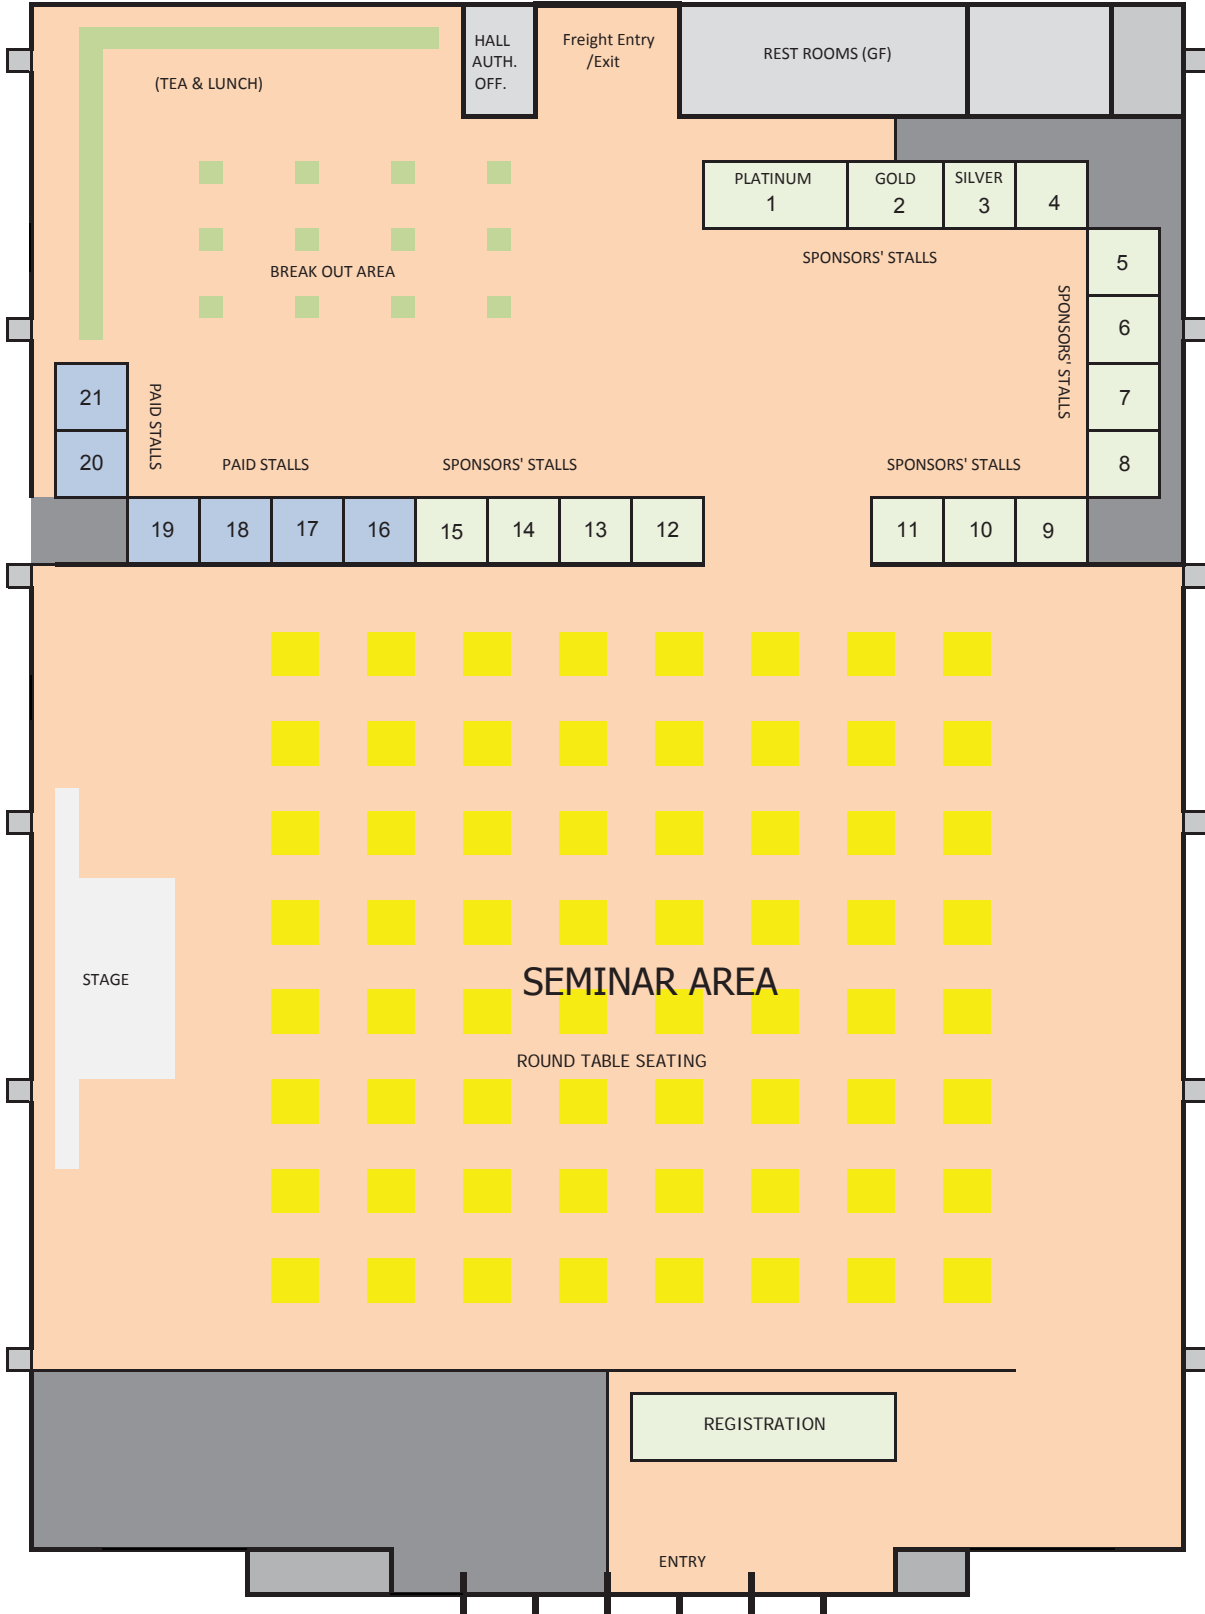 HALL
AUTH.
OFF.
Freight Entry
/Exit
REST ROOMS (GF)
(TEA & LUNCH)
PLATINUM
1
GOLD
2
SILVER
3
4
SPONSORS' STALLS
BREAK OUT AREA
5
6
7
8
SPONSORS' STALLS
21
20
PAID STALLS
PAID STALLS
SPONSORS' STALLS
SPONSORS' STALLS
19
18
17
16
15
14
13
12
11
10
9
STAGE
SEMINAR AREA
ROUND TABLE SEATING
REGISTRATION
ENTRY